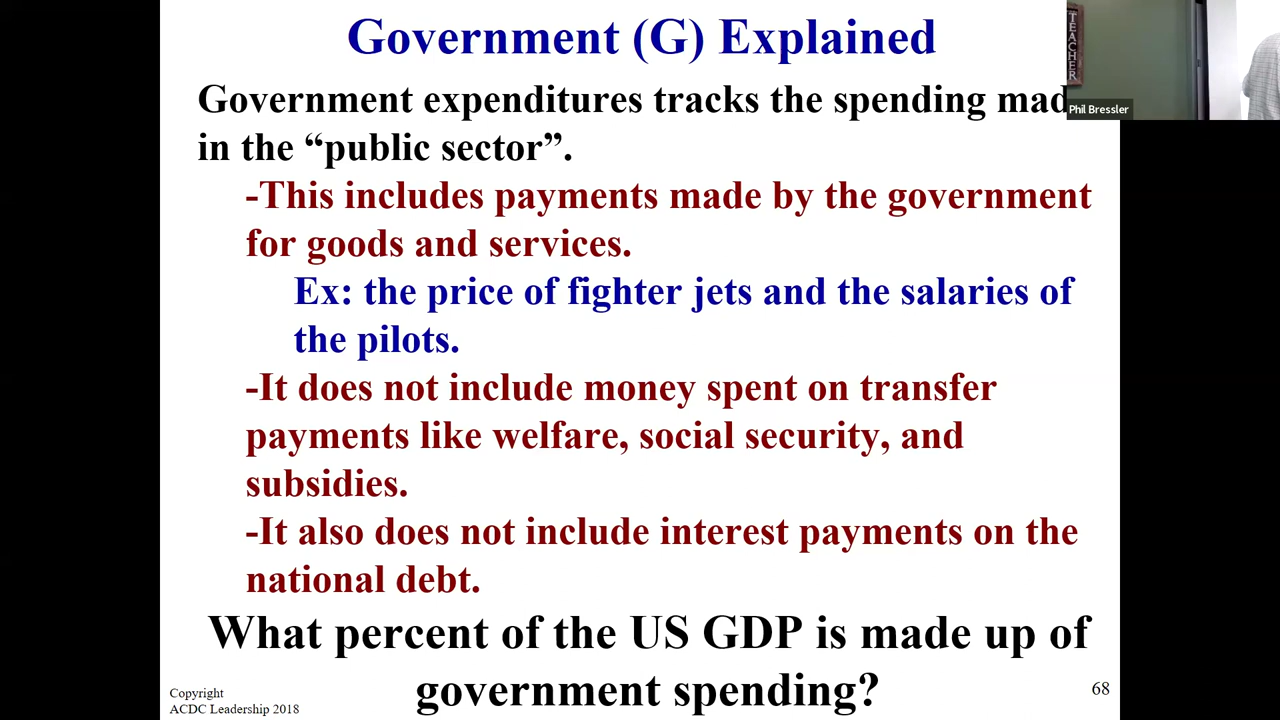 Government (G) Explained
Government expenditures tracks the spending mad
in the “public sector”.
-This includes payments made by the government
for goods and services.
Ex: the price of fighter jets and the salaries of
the pilots.
-It does not include money spent on transfer
payments like welfare, social security, and
subsidies.
-It also does not include interest payments on the
national debt.
What percent of the US GDP is made up of
government spending?
Copyright
ACDC Leadership 2018
68
TEACHER
Phil Bressler